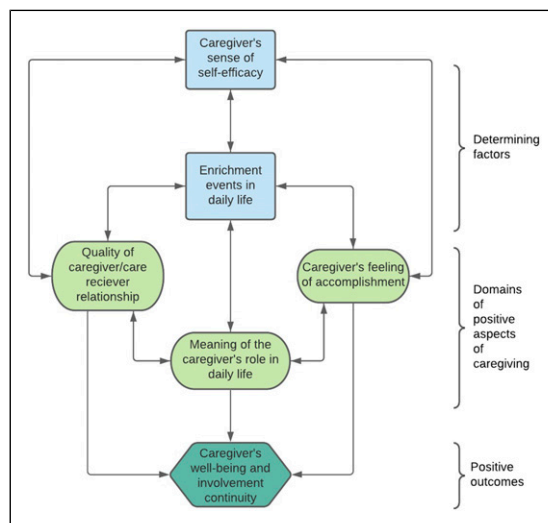 Caregiver's
sense of
self-efficacy
Determining
factors
Enrichment
events in
daily life
Quality of
caregiver/care
reciever
relationship
Caregiver's feeling
of accomplishment
Domains
of
positive
aspects
of
caregiving
Meaning of the
caregiver's role in
daily life
Caregiver's
well-being and
involvement
continuity
Positive
outcomes